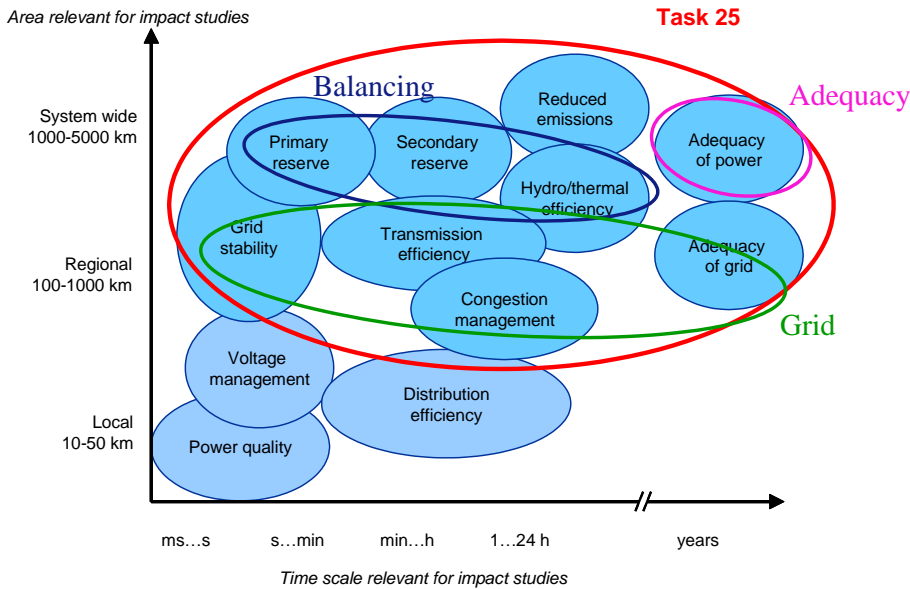 Area relevant for impact studies
Task 25
Balancing
Adequacy
System wide
1000-5000 km
Primary
reserve
Secondary
reserve
Reduced
emissions
Adequacy
of power
Hydro/thermal
efficiency
Grid
stability
Transmission
efficiency
Adequacy
of grid
Regional
100-1000 km
Congestion
management
Grid
Voltage
management
Distribution
efficiency
Local
10-50 km
Power quality
ms…s
s…min
min…h
1…24 h
years
Time scale relevant for impact studies